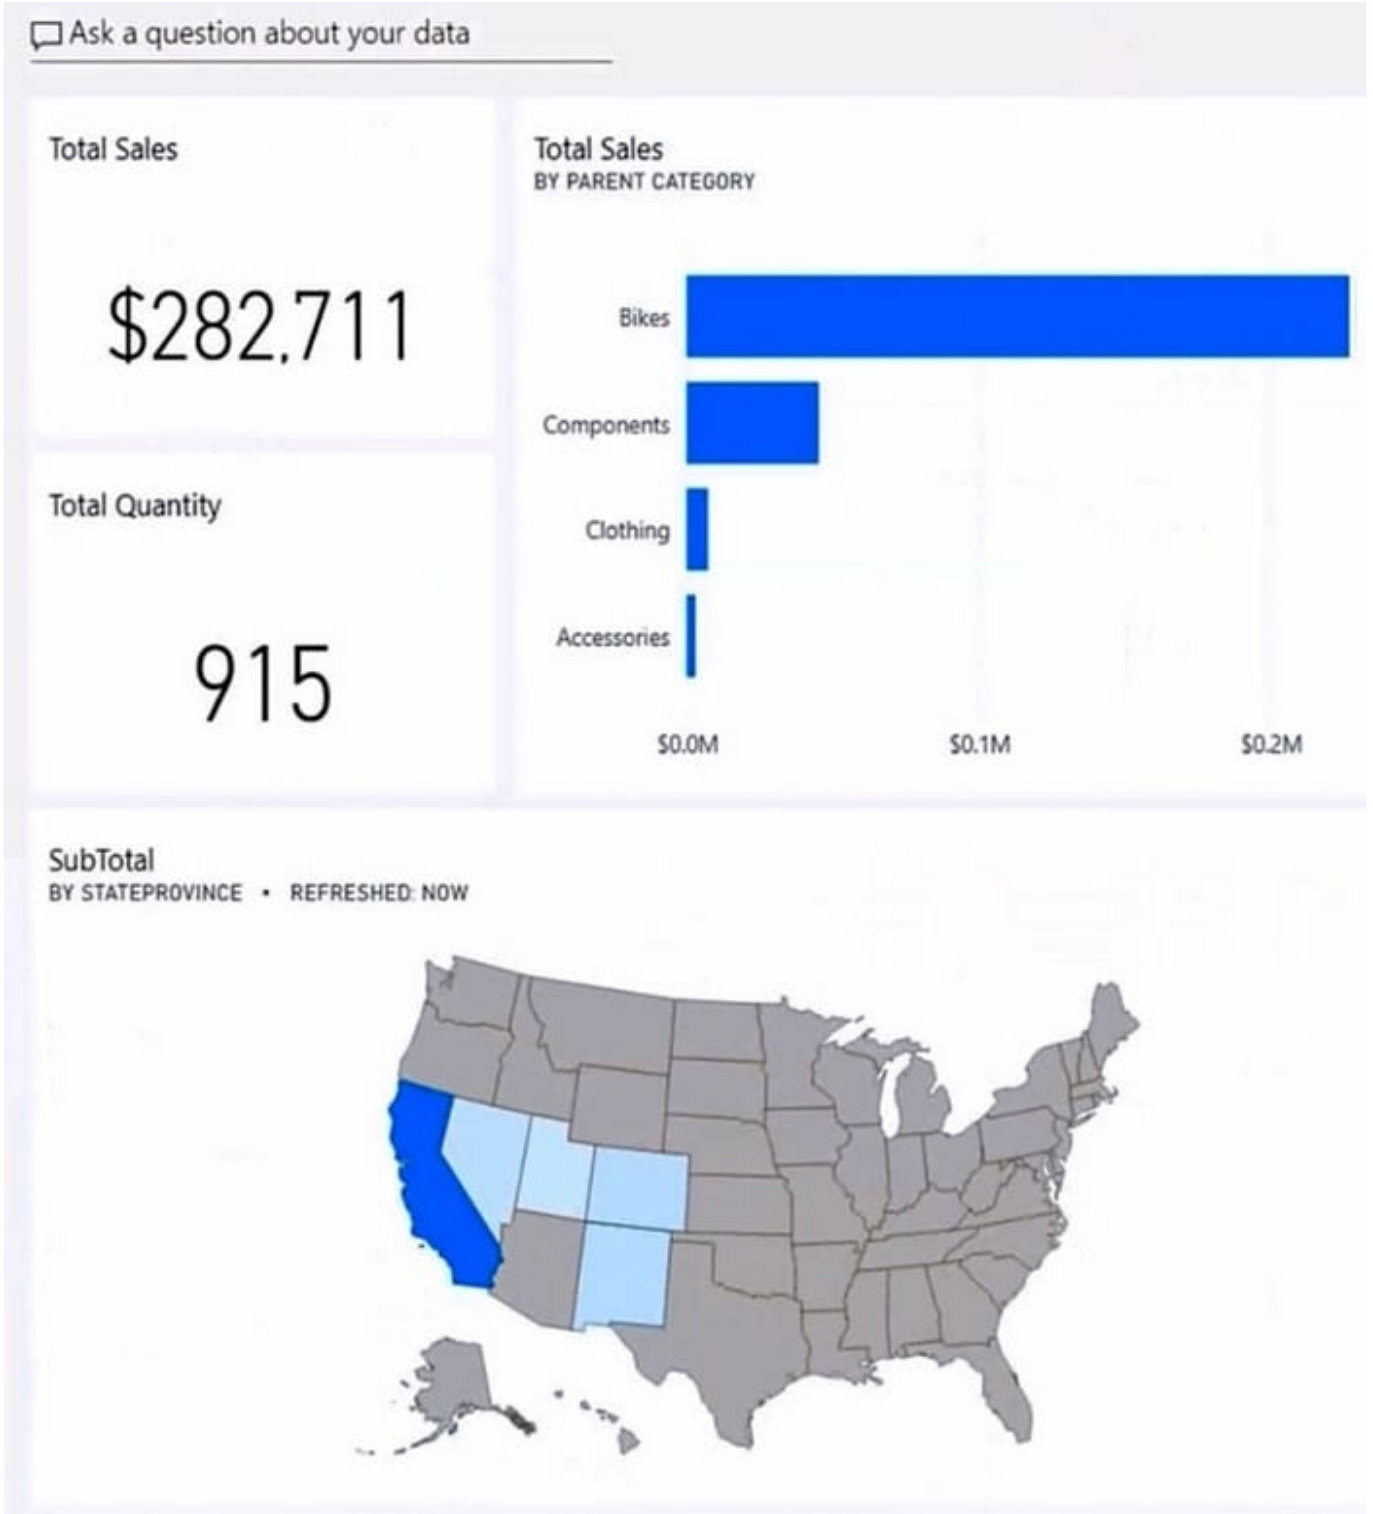 Ask a question about your data
Total Sales
$282,711
Total Quantity
915
Total Sales
BY PARENT CATEGORY
Bikes
Components
Clothing
Accessories
$0.0M $0.1M $0.2M
SubTotal
BY STATEPROVINCE • REFRESHED: NOW